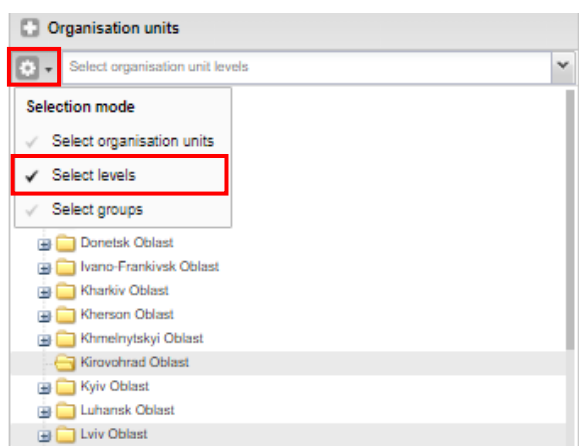 Organisation units
Select organisation unit levels
Selection mode
Select organisation units
Select levels
Select groups
Donetsk Oblast
Ivano-Frankivsk Oblast
Kharkiv Oblast
Kherson Oblast
Khmelnytskyi Oblast
Kirovohrad Oblast
Kyiv Oblast
Luhansk Oblast
Lviv Oblast